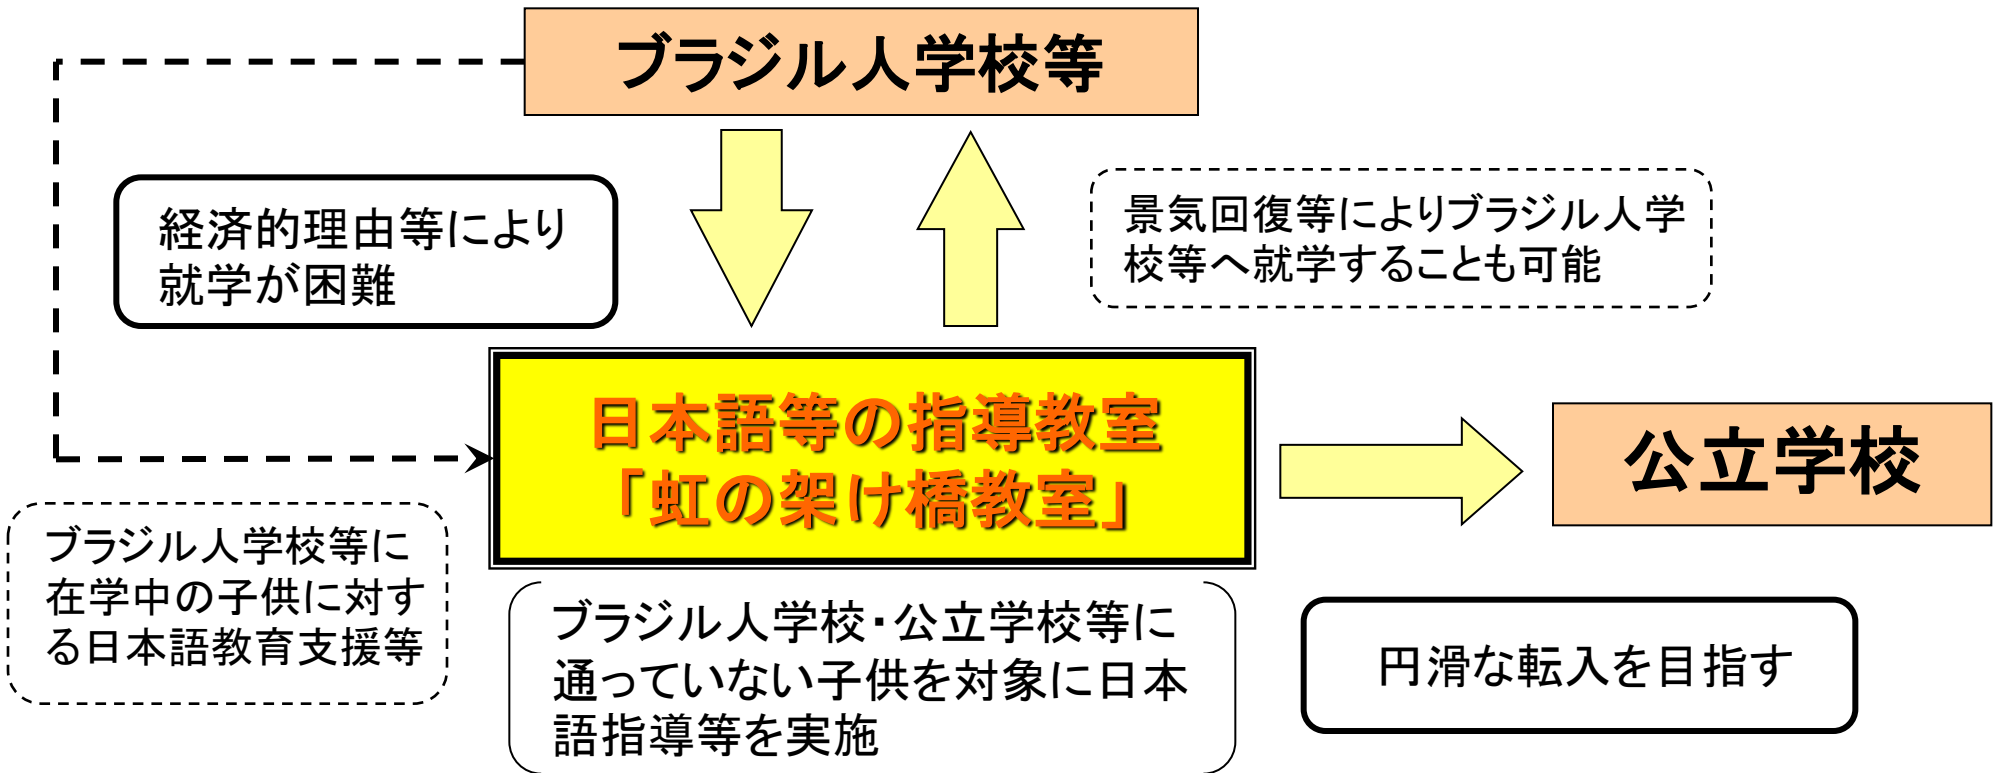 ブラジル人学校等
経済的理由等により
就学が困難
景気回復等によりブラジル人学
校等へ就学することも可能
日本語等の指導教室
「虹の架け橋教室」
公立学校
ブラジル人学校等に
在学中の子供に対す
る日本語教育支援等
ブラジル人学校・公立学校等に
通っていない子供を対象に日本
語指導等を実施
円滑な転入を目指す